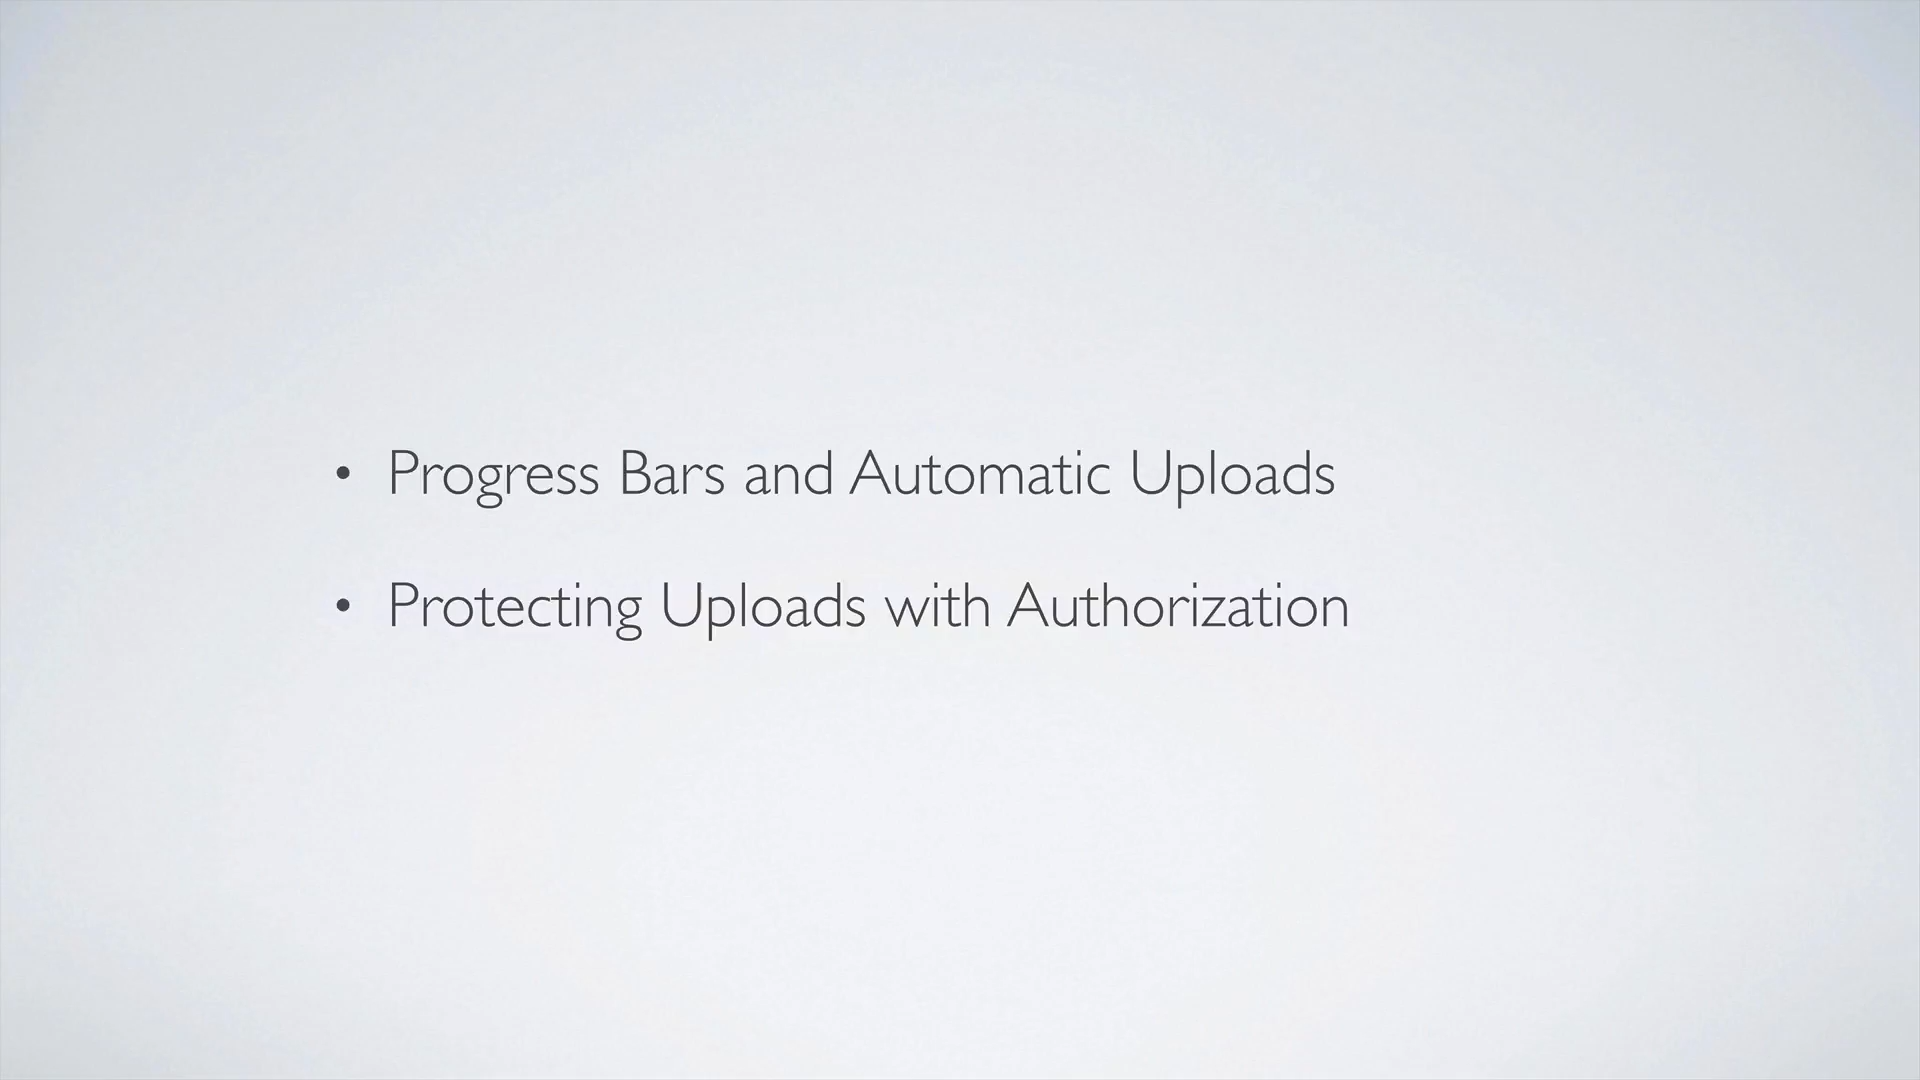 • Progress Bars and Automatic Uploads
• Protecting Uploads with Authorization